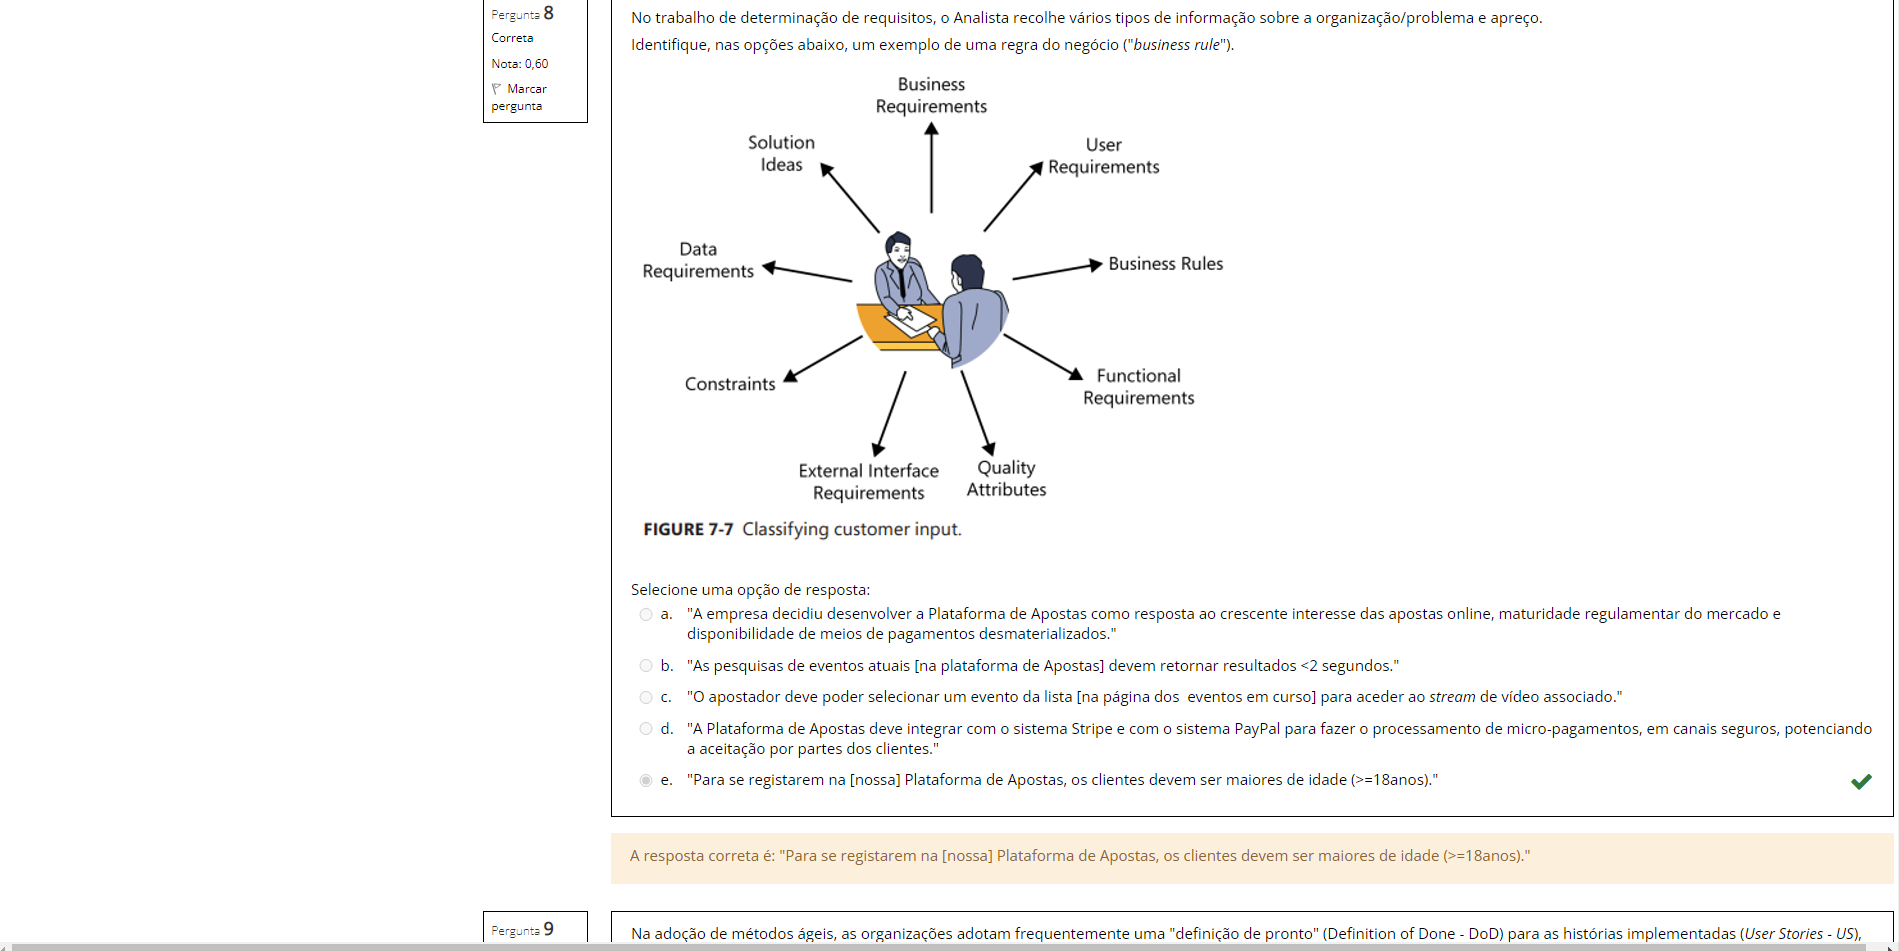 Pergunta 8
Correta
Nota: 0,60
Marcar
pergunta
No trabalho de determinação de requisitos, o Analista recolhe vários tipos de informação sobre a organização/problema e apreço.
Identifique, nas opções abaixo, um exemplo de uma regra do negócio ("business rule").
Business
Requirements
Solution
Ideas
User
Requirements
Data
Requirements
Business Rules
Constraints
Functional
Requirements
External Interface
Requirements
Quality
Attributes
FIGURE 7-7 Classifying customer input.
Selecione uma opção de resposta:
a. "A empresa decidiu desenvolver a Plataforma de Apostas como resposta ao crescente interesse das apostas online, maturidade regulamentar do mercado e
disponibilidade de meios de pagamentos desmaterializados."
b. "As pesquisas de eventos atuais [na plataforma de Apostas] devem retornar resultados <2 segundos."
c. "O apostador deve poder selecionar um evento da lista [na página dos eventos em curso] para aceder ao stream de vídeo associado."
d. "A Plataforma de Apostas deve integrar com o sistema Stripe e com o sistema PayPal para fazer o processamento de micro-pagamentos, em canais seguros, potenciando
a aceitação por partes dos clientes."
e. "Para se registarem na [nossa] Plataforma de Apostas, os clientes devem ser maiores de idade (>=18anos)."
A resposta correta é: "Para se registarem na [nossa] Plataforma de Apostas, os clientes devem ser maiores de idade (>=18anos)."
Pergunta 9
Na adoção de métodos ágeis, as organizações adotam frequentemente uma "definição de pronto" (Definition of Done - DoD) para as histórias implementadas (User Stories - US),